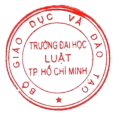 BỘ GIÁO DỤC VÀ ĐÀO TẠO
TRƯỜNG ĐẠI HỌC
LUẬT
TP. HỒ CHÍ MINH